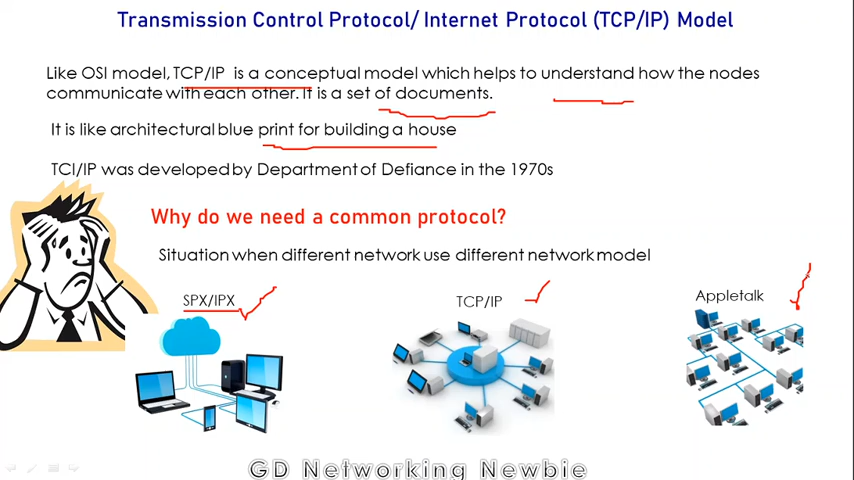 Transmission Control Protocol/ Internet Protocol (TCP/IP) Model
Like OSI model, TCP/IP is a conceptual model which helps to understand how the nodes
communicate with each other. It is a set of documents.
It is like architectural blue print for building a house
TCI/IP was developed by Department of Defiance in the 1970s
Why do we need a common protocol?
Situation when different network use different network model
SPX/IPX
TCP/IP
Appletalk
GD Networking Newbie